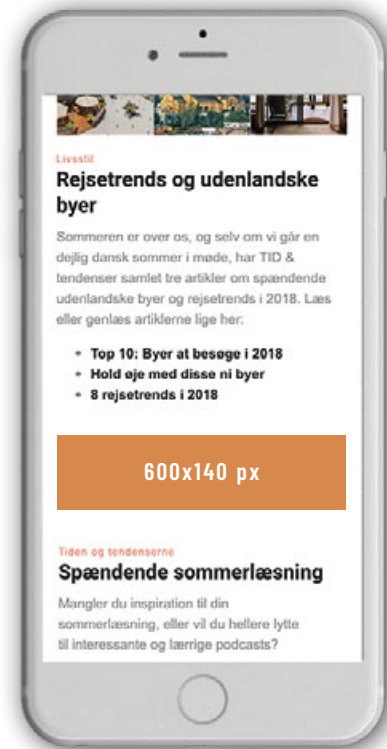 Livsstil
Rejsetrends og udenlandske
byer
Sommeren er over os, og selv om vi går en
dejlig dansk sommer i møde, har TID &
tendenser samlet tre artikler om spændende
udenlandske byer og rejsetrends i 2018. Læs
eller genlæs artiklerne lige her:
• Top 10: Byer at besøge i 2018
• Hold øje med disse ni byer
• 8 rejsetrends i 2018
600x140 px
Tiden og tendenserne
Spændende sommerlæsning
Mangler du inspiration til din
sommerlæsning, eller vil du hellere lytte
til interessante og lærrige podcasts?